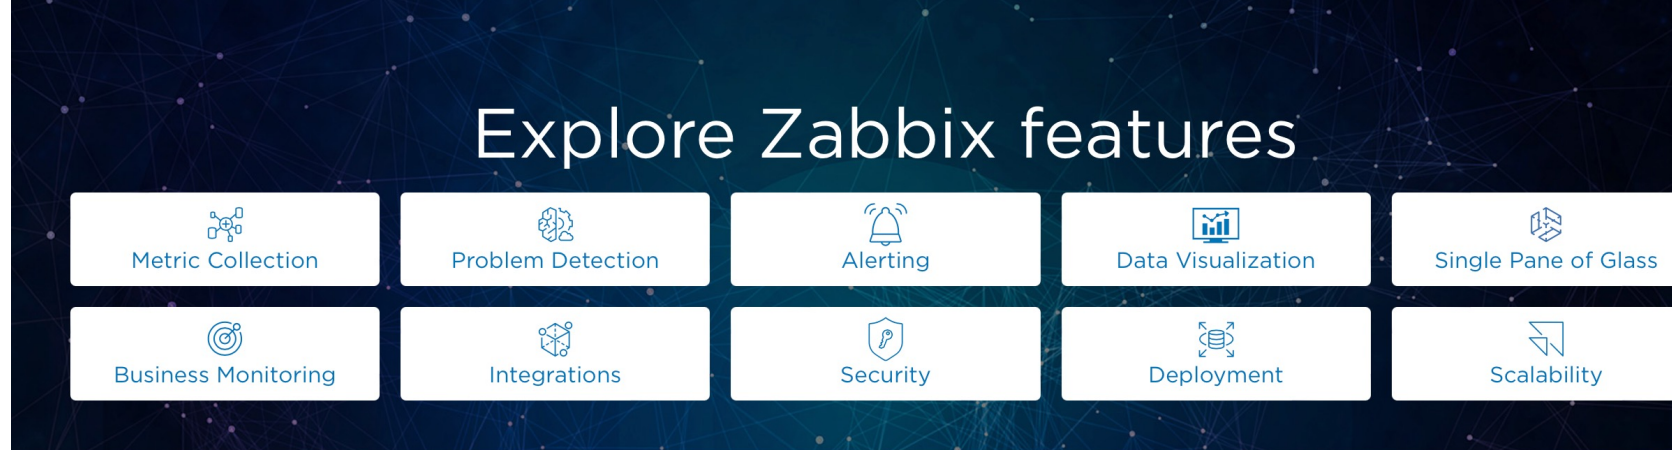 Explore Zabbix features
Metric Collection
Problem Detection
Alerting
Data Visualization
Single Pane of Glass
Business Monitoring
Integrations
Security
Deployment
Scalability